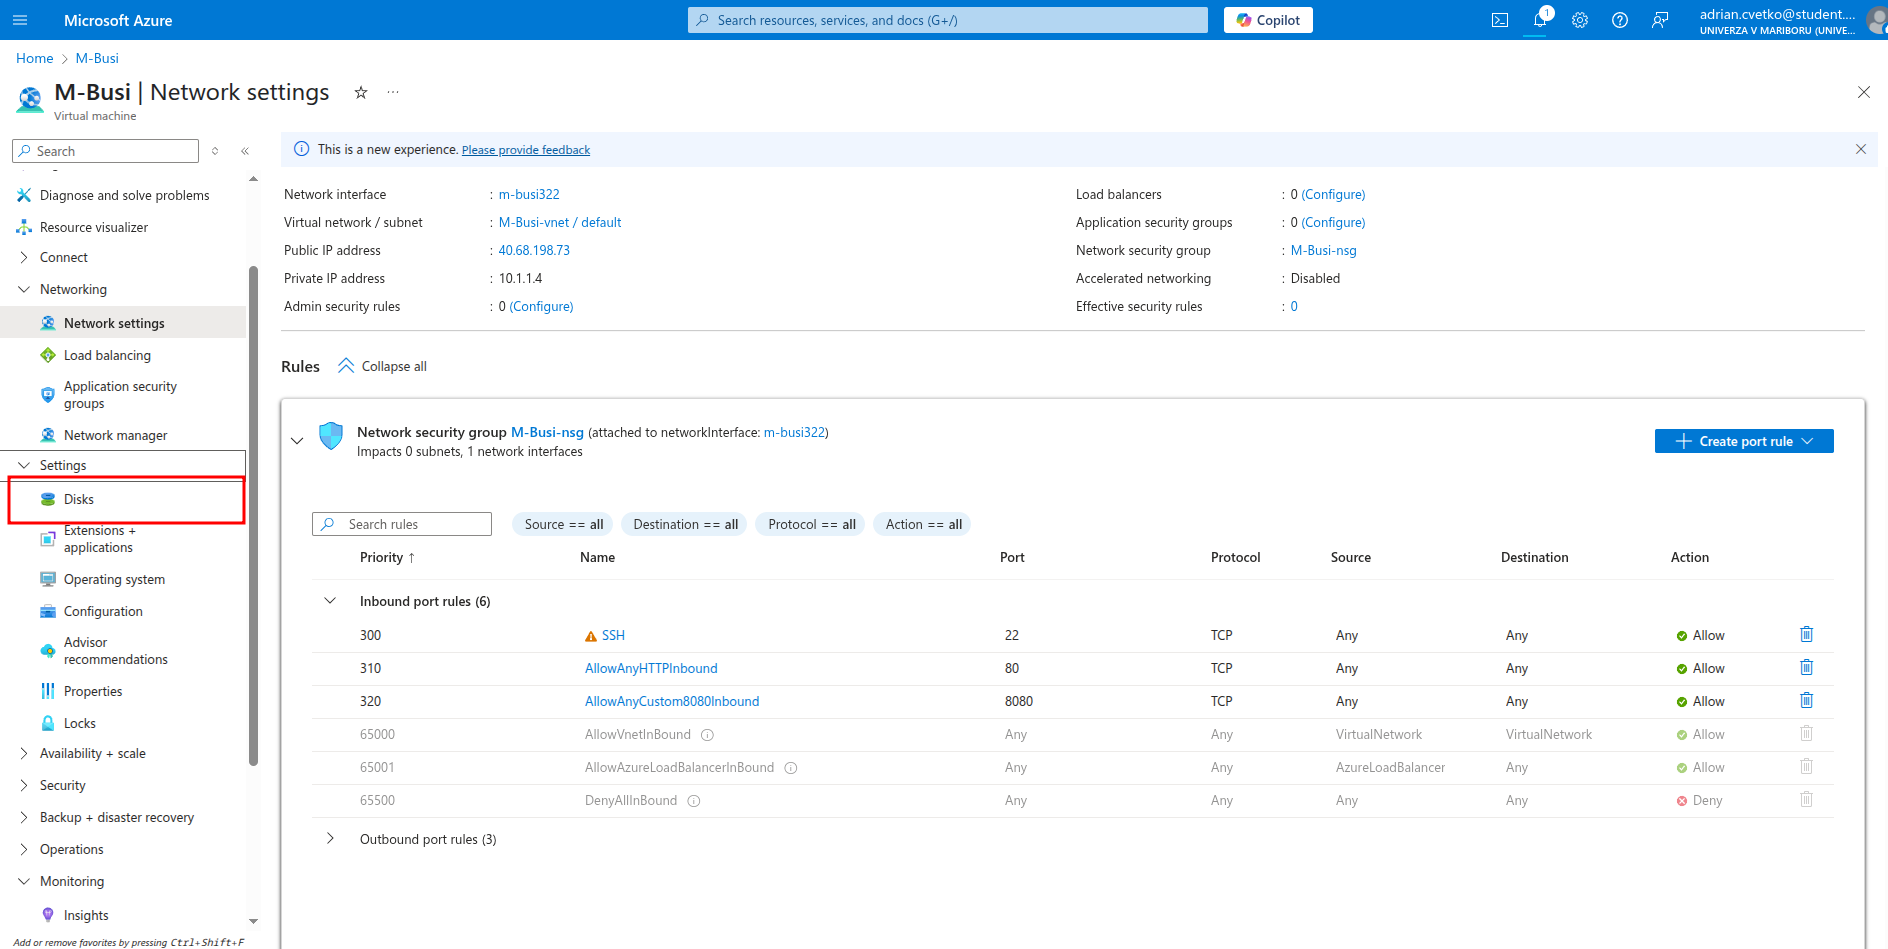 Microsoft Azure
Search resources, services, and docs (G+/)
Copilot
1
adrian.cvetko@student....
UNIVERZA V MARIBORU (UNIVE...
Home > M-Busi
M-Busi | Network settings
Virtual machine
Search
Diagnose and solve problems
Resource visualizer
Connect
Networking
Network settings
Load balancing
Application security
groups
Network manager
Settings
Disks
Extensions +
applications
Operating system
Configuration
Advisor
recommendations
Properties
Locks
Availability + scale
Security
Backup + disaster recovery
Operations
Monitoring
Insights
Add or remove favorites by pressing Ctrl+Shift+F
This is a new experience. Please provide feedback
Network interface : m-busi322
Virtual network / subnet : M-Busi-vnet / default
Public IP address : 40.68.198.73
Private IP address : 10.1.1.4
Admin security rules : 0 (Configure)
Load balancers : 0 (Configure)
Application security groups : 0 (Configure)
Network security group : M-Busi-nsg
Accelerated networking : Disabled
Effective security rules : 0
Rules Collapse all
Network security group M-Busi-nsg (attached to networkInterface: m-busi322)
Impacts 0 subnets, 1 network interfaces
Create port rule
Search rules Source == all Destination == all Protocol == all Action == all
Priority ↑ Name Port Protocol Source Destination Action
Inbound port rules (6)
300 SSH 22 TCP Any Any Allow
310 AllowAnyHTTPInbound 80 TCP Any Any Allow
320 AllowAnyCustom8080Inbound 8080 TCP Any Any Allow
65000 AllowVnetInBound Any Any VirtualNetwork VirtualNetwork Allow
65001 AllowAzureLoadBalancerInBound Any Any AzureLoadBalancer Any Allow
65500 DenyAllInBound Any Any Any Any Deny
Outbound port rules (3)